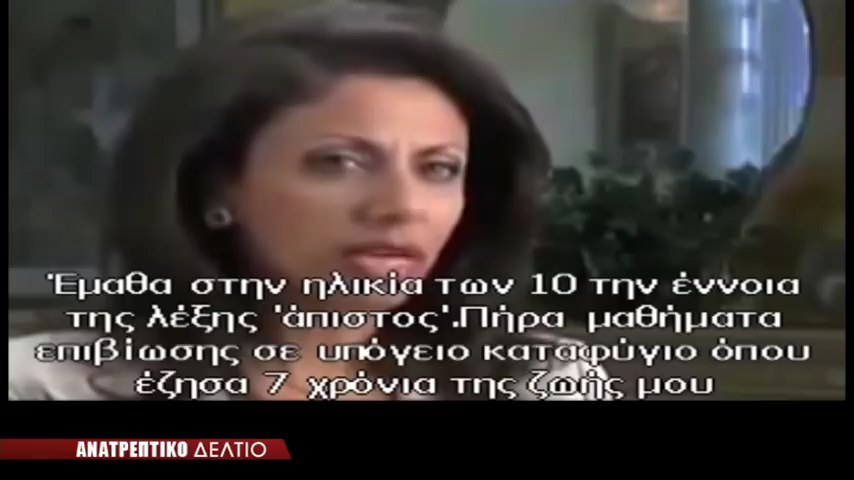 Έμαθα στην ηλικία των 10 την έννοια
της λέξης 'άπιστος'.Πήρα μαθήματα
επιβίωσης σε υπόγειο καταφύγιο όπου
έζησα 7 χρόνια της ζωής μου
ΑΝΑΤΡΕΠΤΙΚΟ ΔΕΛΤΙΟ